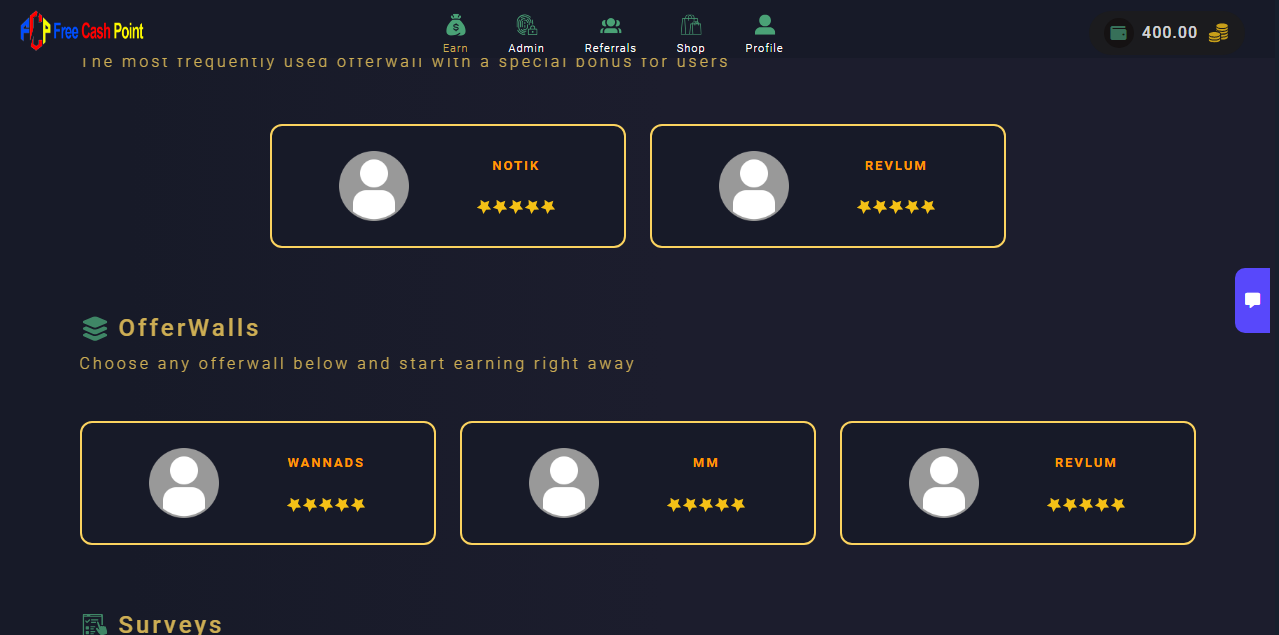 Free Cash Point
Earn
Admin
Referrals
Shop
Profile
400.00
The most frequently used offerwall with a special bonus for users
NOTIK
REVLUM
OfferWalls
Choose any offerwall below and start earning right away
WANNADS
MM
REVLUM
Surveys